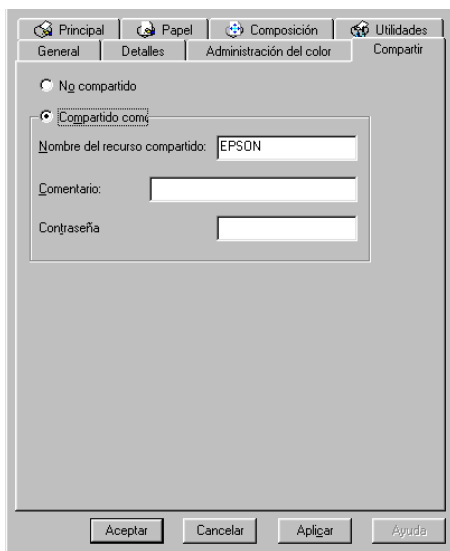 Principal Papel Composición Utilidades
General Detalles Administración del color Compartir
No compartido
Compartido como
Nombre del recurso compartido: EPSON
Comentario:
Contraseña
Aceptar Cancelar Aplicar Ayuda